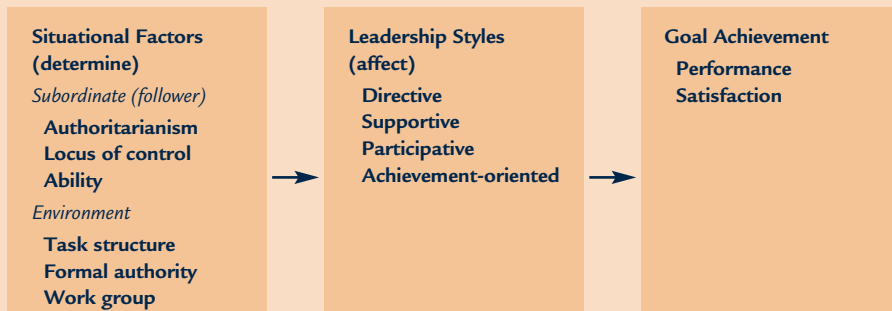 Situational Factors
(determine)
Subordinate (follower)
Authoritarianism
Locus of control
Ability
Environment
Task structure
Formal authority
Work group
Leadership Styles
(affect)
Directive
Supportive
Participative
Achievement-oriented
Goal Achievement
Performance
Satisfaction